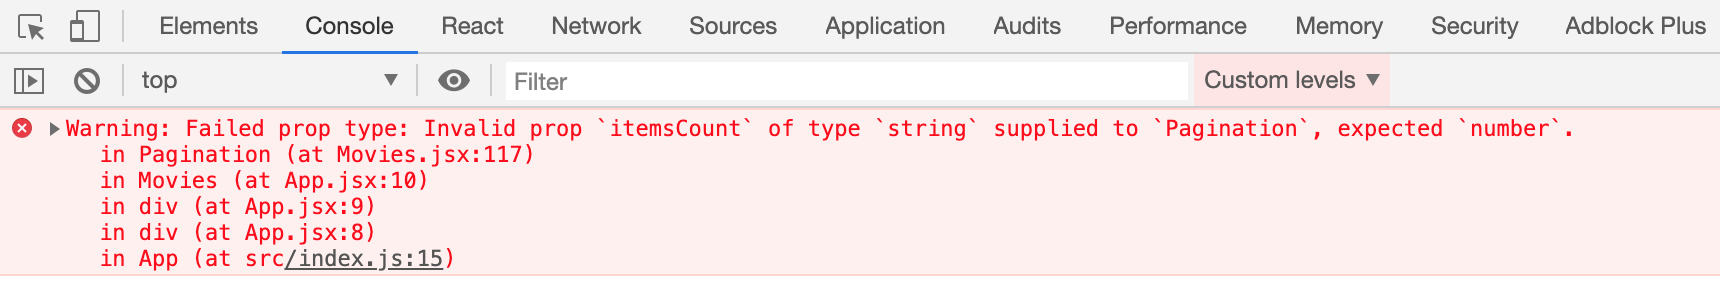 Elements Console React Network Sources Application Audits Performance Memory Security Adblock Plus
top Filter Custom levels
Warning: Failed prop type: Invalid prop `itemsCount` of type `string` supplied to `Pagination`, expected `number`.
in Pagination (at Movies.jsx:117)
in Movies (at App.jsx:10)
in div (at App.jsx:9)
in div (at App.jsx:8)
in App (at src/index.js:15)